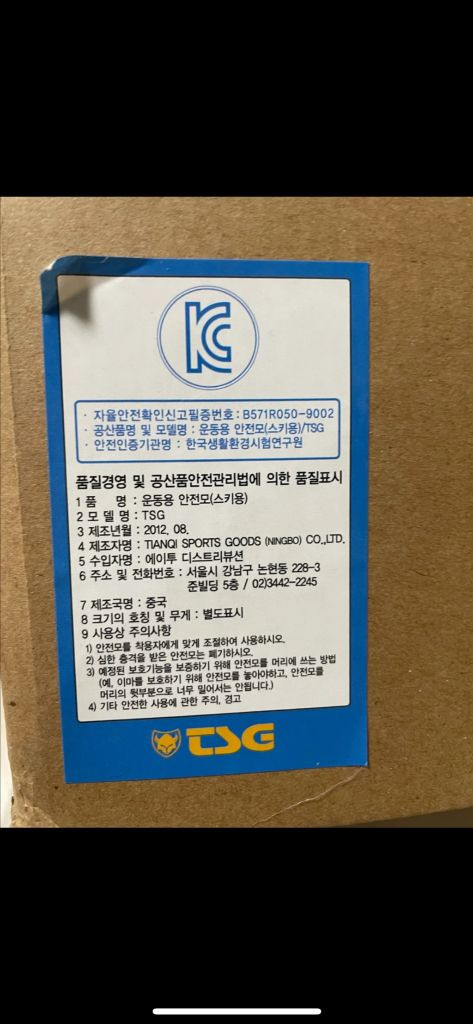 KC
· 자율안전확인신고필증번호 : B571R050-9002
· 공산품명 및 모델명 : 운동용 안전모(스키용)/TSG
· 안전인증기관명 : 한국생활환경시험연구원
품질경영 및 공산품안전관리법에 의한 품질표시
1 품 명 : 운동용 안전모(스키용)
2 모 델 명 : TSG
3 제조년월 : 2012. 08.
4 제조자명 : TIANQI SPORTS GOODS (NINGBO) CO.,LTD.
5 수입자명 : 에이투 디스트리뷰션
6 주소 및 전화번호 : 서울시 강남구 논현동 228-3
준빌딩 5층 / 02)3442-2245
7 제조국명 : 중국
8 크기의 호칭 및 무게 : 별도표시
9 사용상 주의사항
1) 안전모를 착용자에게 맞게 조절하여 사용하시오.
2) 심한 충격을 받은 안전모는 폐기하시오.
3) 예정된 보호기능을 보증하기 위해 안전모를 머리에 쓰는 방법
(예, 이마를 보호하기 위해 안전모를 놓아야하고, 안전모를
머리의 뒷부분으로 너무 밀어서는 안됩니다.)
4) 기타 안전한 사용에 관한 주의, 경고
TSG